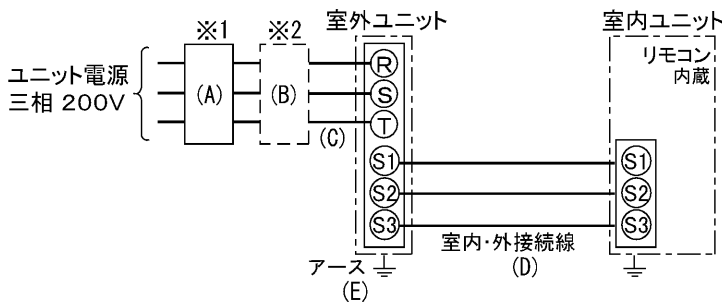 ※1
※2
室外ユニット
室内ユニット
ユニット電源
三相 200V
(A)
(B)
(C)
R
S
T
S1
S2
S3
リモコン
内蔵
S1
S2
S3
室内・外接続線
(D)
アース
(E)